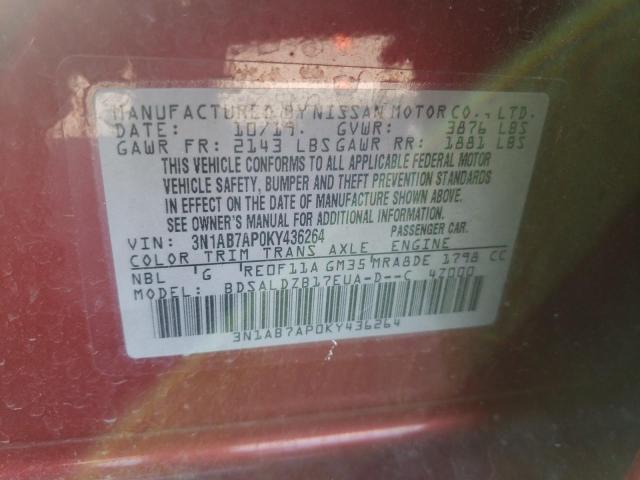 MANUFACTURED BY NISSAN MOTOR CO., LTD.
DATE: 10/19. GVWR: 3876 LBS
GAWR FR: 2143 LBS GAWR RR: 1881 LBS
THIS VEHICLE CONFORMS TO ALL APPLICABLE FEDERAL MOTOR
VEHICLE SAFETY, BUMPER AND THEFT PREVENTION STANDARDS
IN EFFECT ON THE DATE OF MANUFACTURE SHOWN ABOVE.
SEE OWNER'S MANUAL FOR ADDITIONAL INFORMATION.
VIN: 3N1AB7AP0KY436264 PASSENGER CAR.
COLOR TRIM TRANS AXLE ENGINE
NBL G RE0F11A GM35 MRA8DE 1798 CC
MODEL: BDSALDZB17EUA-D--C 4Z000
3N1AB7AP0KY436264